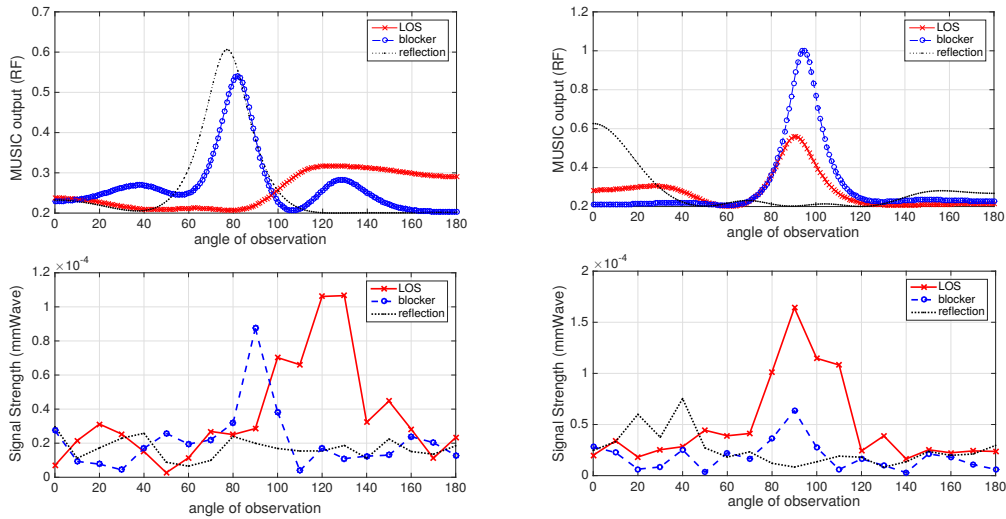 MUSIC output (RF)
0.7
0.6
0.5
0.4
0.3
0.2
LOS
blocker
reflection
0 20 40 60 80 100 120 140 160 180
angle of observation
MUSIC output (RF)
1.2
1
0.8
0.6
0.4
0.2
LOS
blocker
reflection
0 20 40 60 80 100 120 140 160 180
angle of observation
Signal Strength (mmWave)
×10⁻⁴
1.2
1
0.8
0.6
0.4
0.2
0
LOS
blocker
reflection
0 20 40 60 80 100 120 140 160 180
angle of observation
Signal Strength (mmWave)
×10⁻⁴
2
1.5
1
0.5
0
LOS
blocker
reflection
0 20 40 60 80 100 120 140 160 180
angle of observation